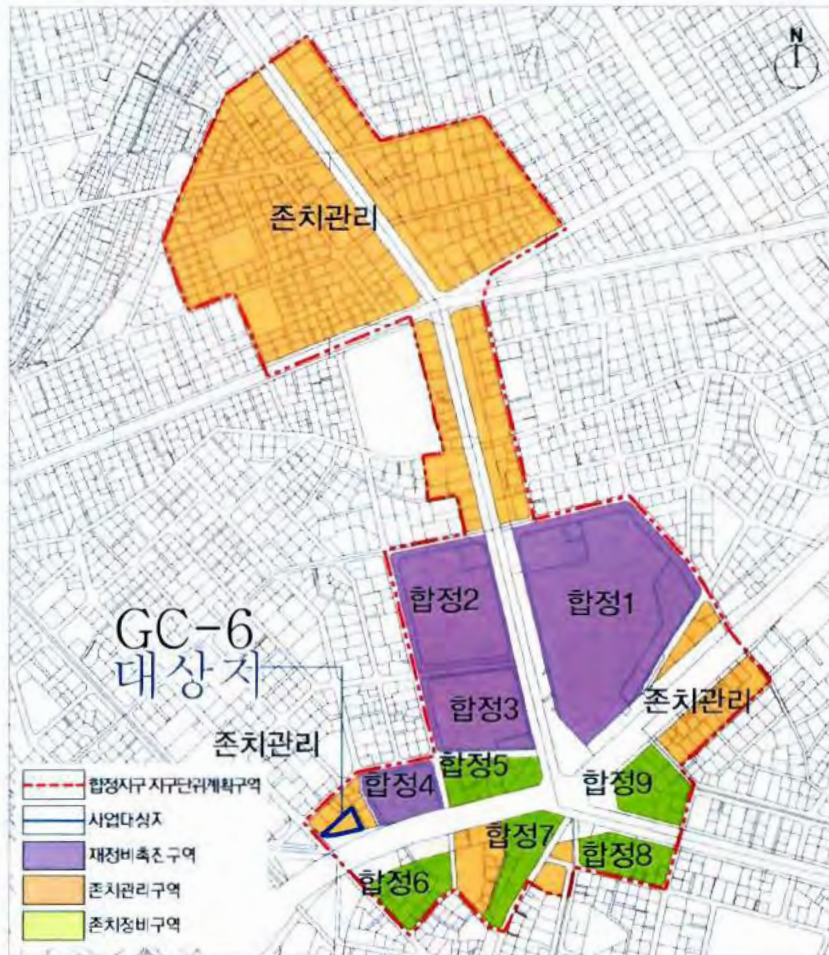 N
존치관리
합정2
합정1
GC-6
대상지
합정3
존치관리
존치관리
합정5
합정4
합정9
합정7
합정8
합정6
합정지구 지구단위계획구역
사업대상지
재정비촉진구역
존치관리구역
존치정비구역